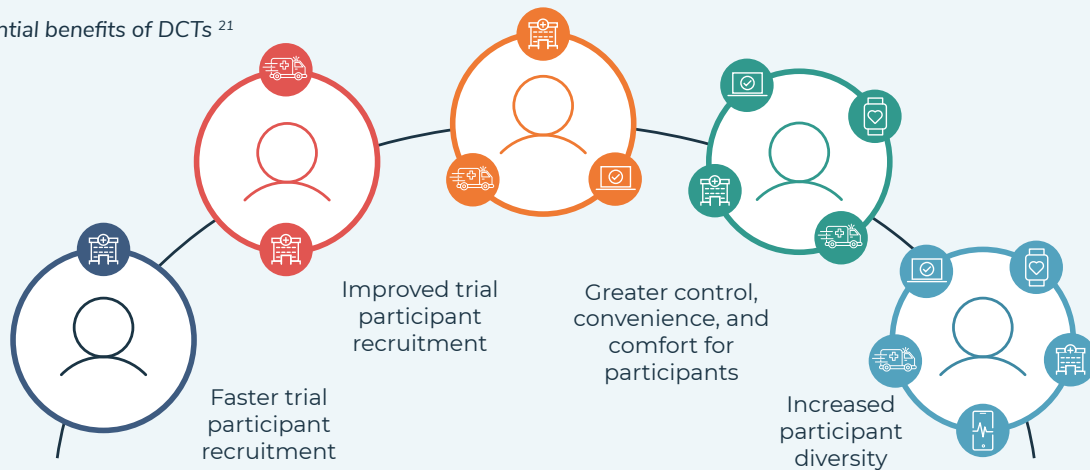 benefits of DCTs 21
Improved trial
participant
recruitment
Greater control,
convenience, and
comfort for
participants
Faster trial
participant
recruitment
Increased
participant
diversity